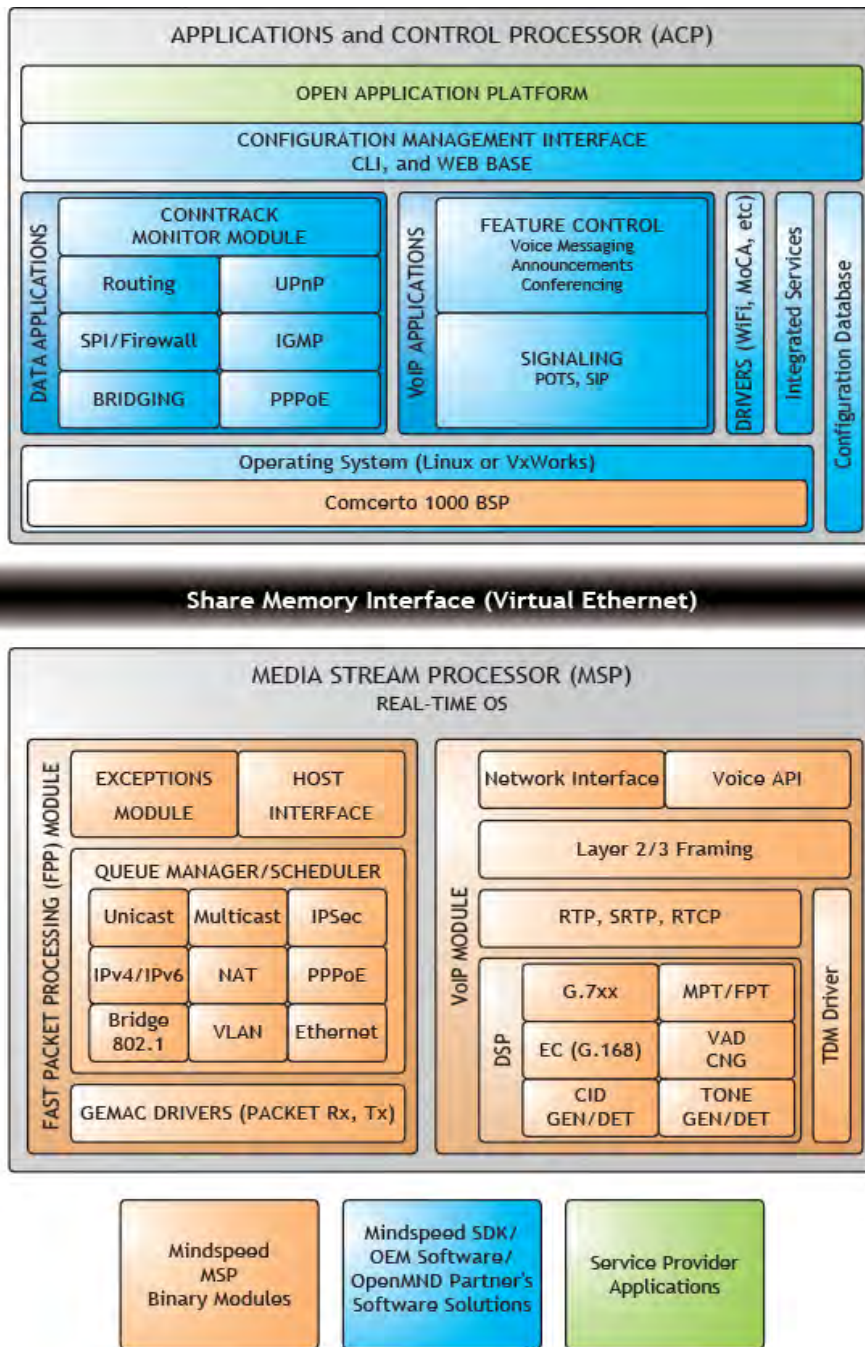 APPLICATIONS and CONTROL PROCESSOR (ACP)
OPEN APPLICATION PLATFORM
CONFIGURATION MANAGEMENT INTERFACE
CLI, and WEB BASE
DATA APPLICATIONS
CONNTRACK
MONITOR MODULE
Routing
UPnP
SPI/Firewall
IGMP
BRIDGING
PPPoE
VoIP APPLICATIONS
FEATURE CONTROL
Voice Messaging
Announcements
Conferencing
SIGNALING
POTS, SIP
DRIVERS (WiFi, MoCA, etc)
Integrated Services
Configuration Database
Operating System (Linux or VxWorks)
Comcerto 1000 BSP
Share Memory Interface (Virtual Ethernet)
MEDIA STREAM PROCESSOR (MSP)
REAL-TIME OS
FAST PACKET PROCESSING (FPP) MODULE
EXCEPTIONS
MODULE
HOST
INTERFACE
QUEUE MANAGER/SCHEDULER
Unicast
Multicast
IPSec
IPv4/IPv6
NAT
PPPoE
Bridge
802.1
VLAN
Ethernet
GEMAC DRIVERS (PACKET Rx, Tx)
VoIP MODULE
Network Interface
Voice API
Layer 2/3 Framing
RTP, SRTP, RTCP
DSP
G.7xx
MPT/FPT
EC (G.168)
VAD
CNG
CID
GEN/DET
TONE
GEN/DET
TDM Driver
Mindspeed
MSP
Binary Modules
Mindspeed SDK/
OEM Software/
OpenMND Partner's
Software Solutions
Service Provider
Applications